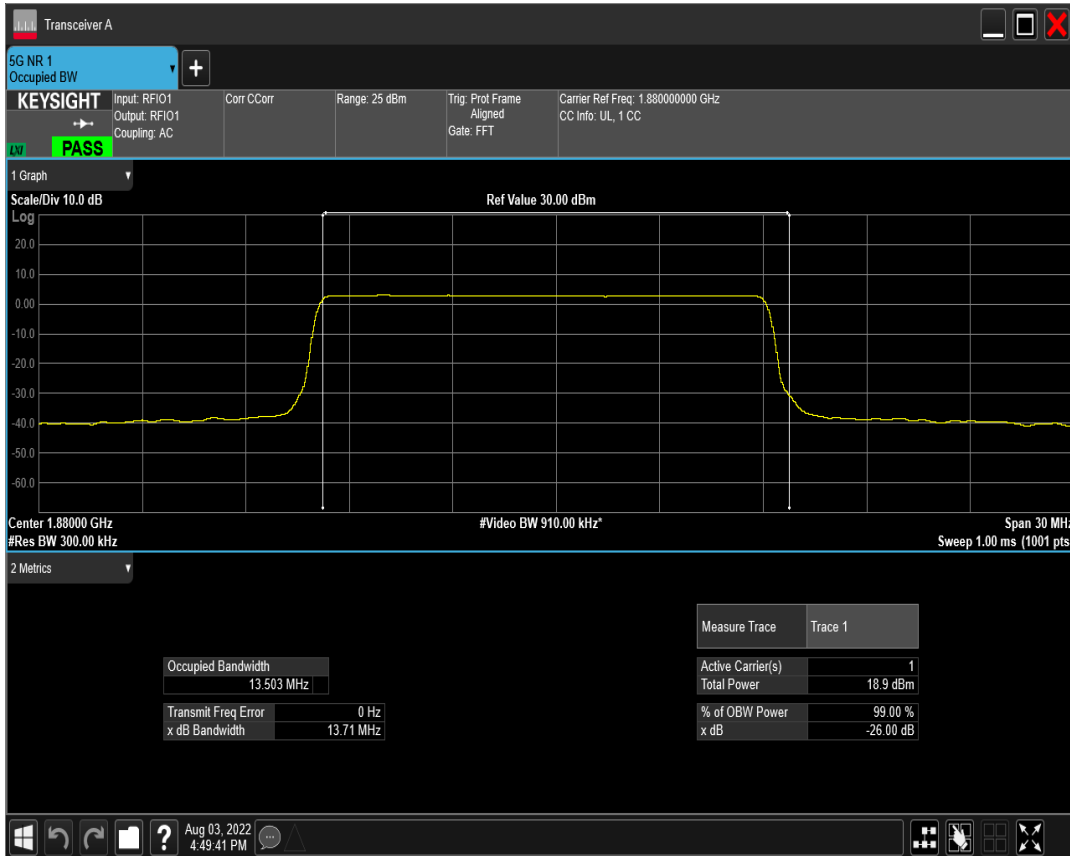 Transceiver A
5G NR 1
Occupied BW
KEYSIGHT
LXI
PASS
Input: RFIO1
Output: RFIO1
Coupling: AC
Corr CCorr
Range: 25 dBm
Trig: Prot Frame
Aligned
Gate: FFT
Carrier Ref Freq: 1.880000000 GHz
CC Info: UL, 1 CC
1 Graph
Scale/Div 10.0 dB
Ref Value 30.00 dBm
Log
20.0
10.0
0.00
-10.0
-20.0
-30.0
-40.0
-50.0
-60.0
Center 1.88000 GHz
#Video BW 910.00 kHz*
Span 30 MHz
#Res BW 300.00 kHz
Sweep 1.00 ms (1001 pts
2 Metrics
Measure Trace Trace 1
Occupied Bandwidth
13.503 MHz
Active Carrier(s) 1
Total Power 18.9 dBm
Transmit Freq Error 0 Hz
x dB Bandwidth 13.71 MHz
% of OBW Power 99.00 %
x dB -26.00 dB
?
Aug 03, 2022
4:49:41 PM